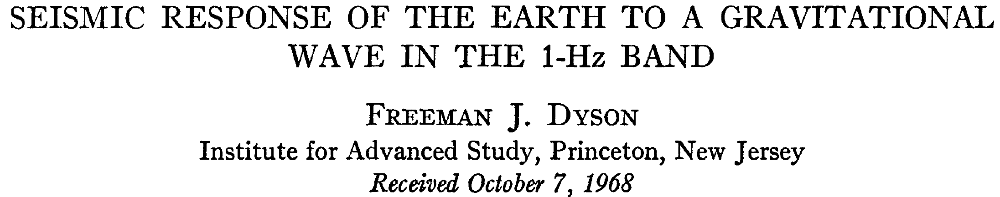 SEISMIC RESPONSE OF THE EARTH TO A GRAVITATIONAL
WAVE IN THE 1-Hz BAND
FREEMAN J. DYSON
Institute for Advanced Study, Princeton, New Jersey
Received October 7, 1968